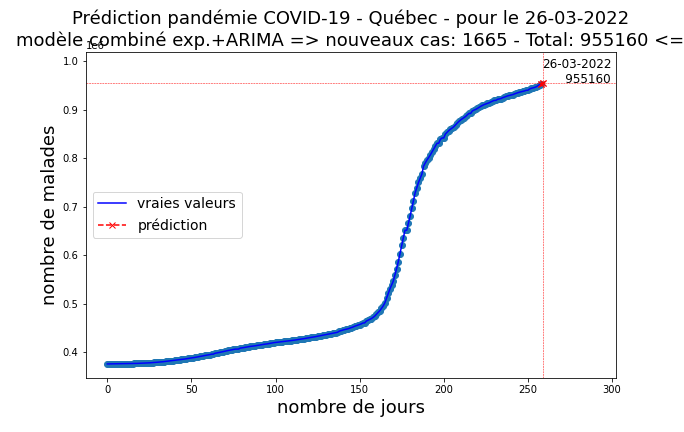 Prédiction pandémie COVID-19 - Québec - pour le 26-03-2022
modèle combiné exp.+ARIMA => nouveaux cas: 1665 - Total: 955160 <=
1e6
26-03-2022
955160
1.0
0.9
0.8
0.7
0.6
0.5
0.4
nombre de malades
vraies valeurs
prédiction
0 50 100 150 200 250 300
nombre de jours